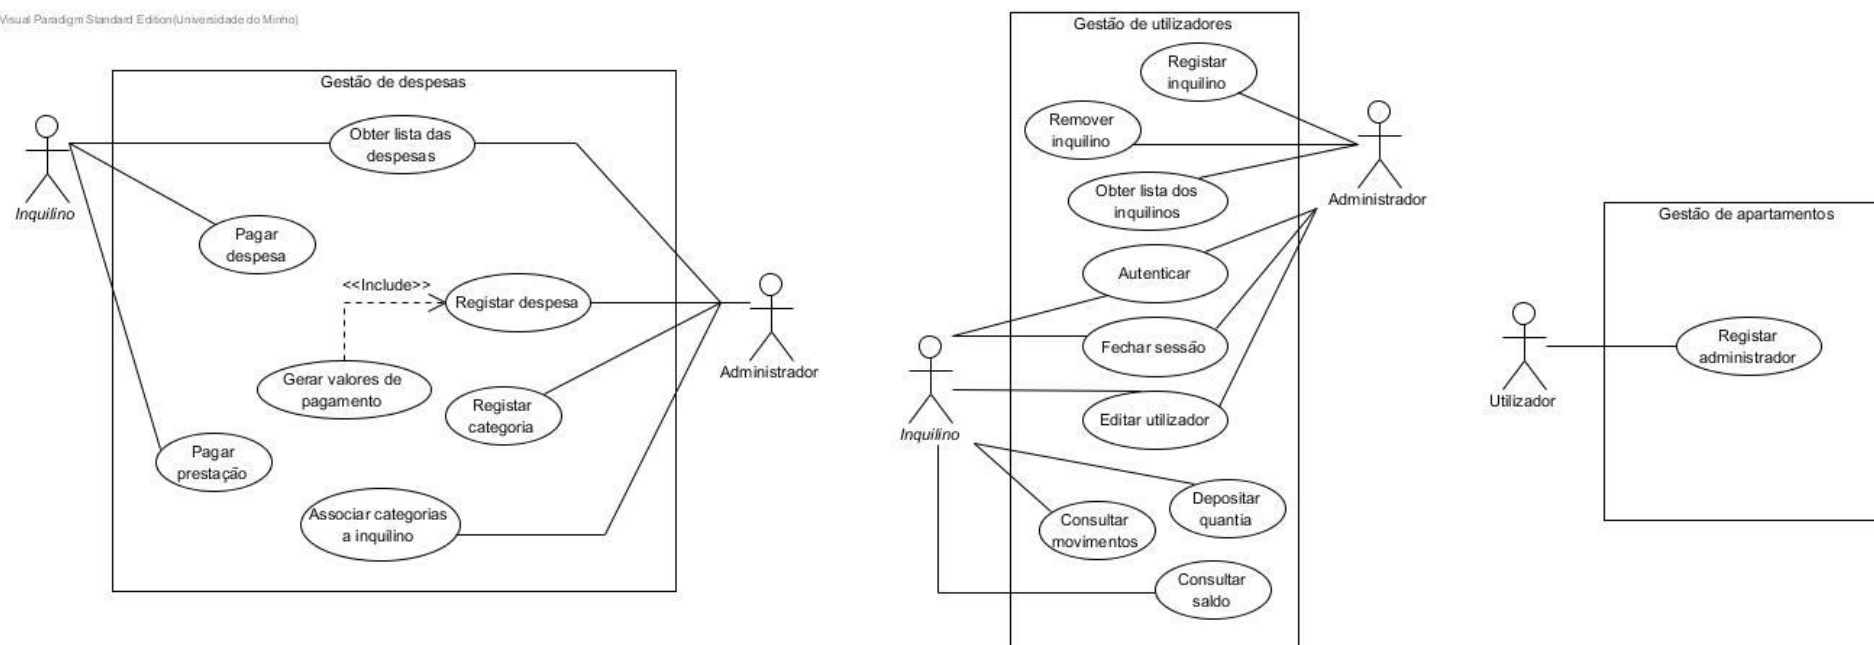 Visual Paradigm Standard Edition(Universidade do Minho)
Gestão de despesas
Inquilino
Obter lista das
despesas
Pagar
despesa
<<Include>>
Registar despesa
Administrador
Gerar valores de
pagamento
Registar
categoria
Pagar
prestação
Associar categorias
a inquilino
Gestão de utilizadores
Registar
inquilino
Remover
inquilino
Obter lista dos
inquilinos
Administrador
Autenticar
Fechar sessão
Editar utilizador
Inquilino
Depositar
quantia
Consultar
movimentos
Consultar
saldo
Gestão de apartamentos
Registar
administrador
Utilizador